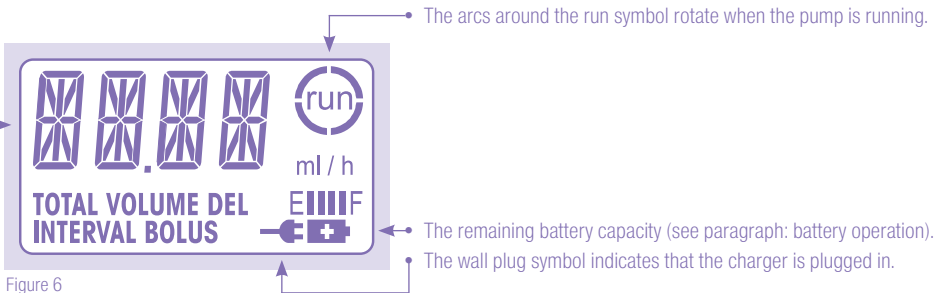 The arcs around the run symbol rotate when the pump is running.
run
ml / h
TOTAL VOLUME DEL
E F
INTERVAL BOLUS
The remaining battery capacity (see paragraph: battery operation).
The wall plug symbol indicates that the charger is plugged in.
Figure 6